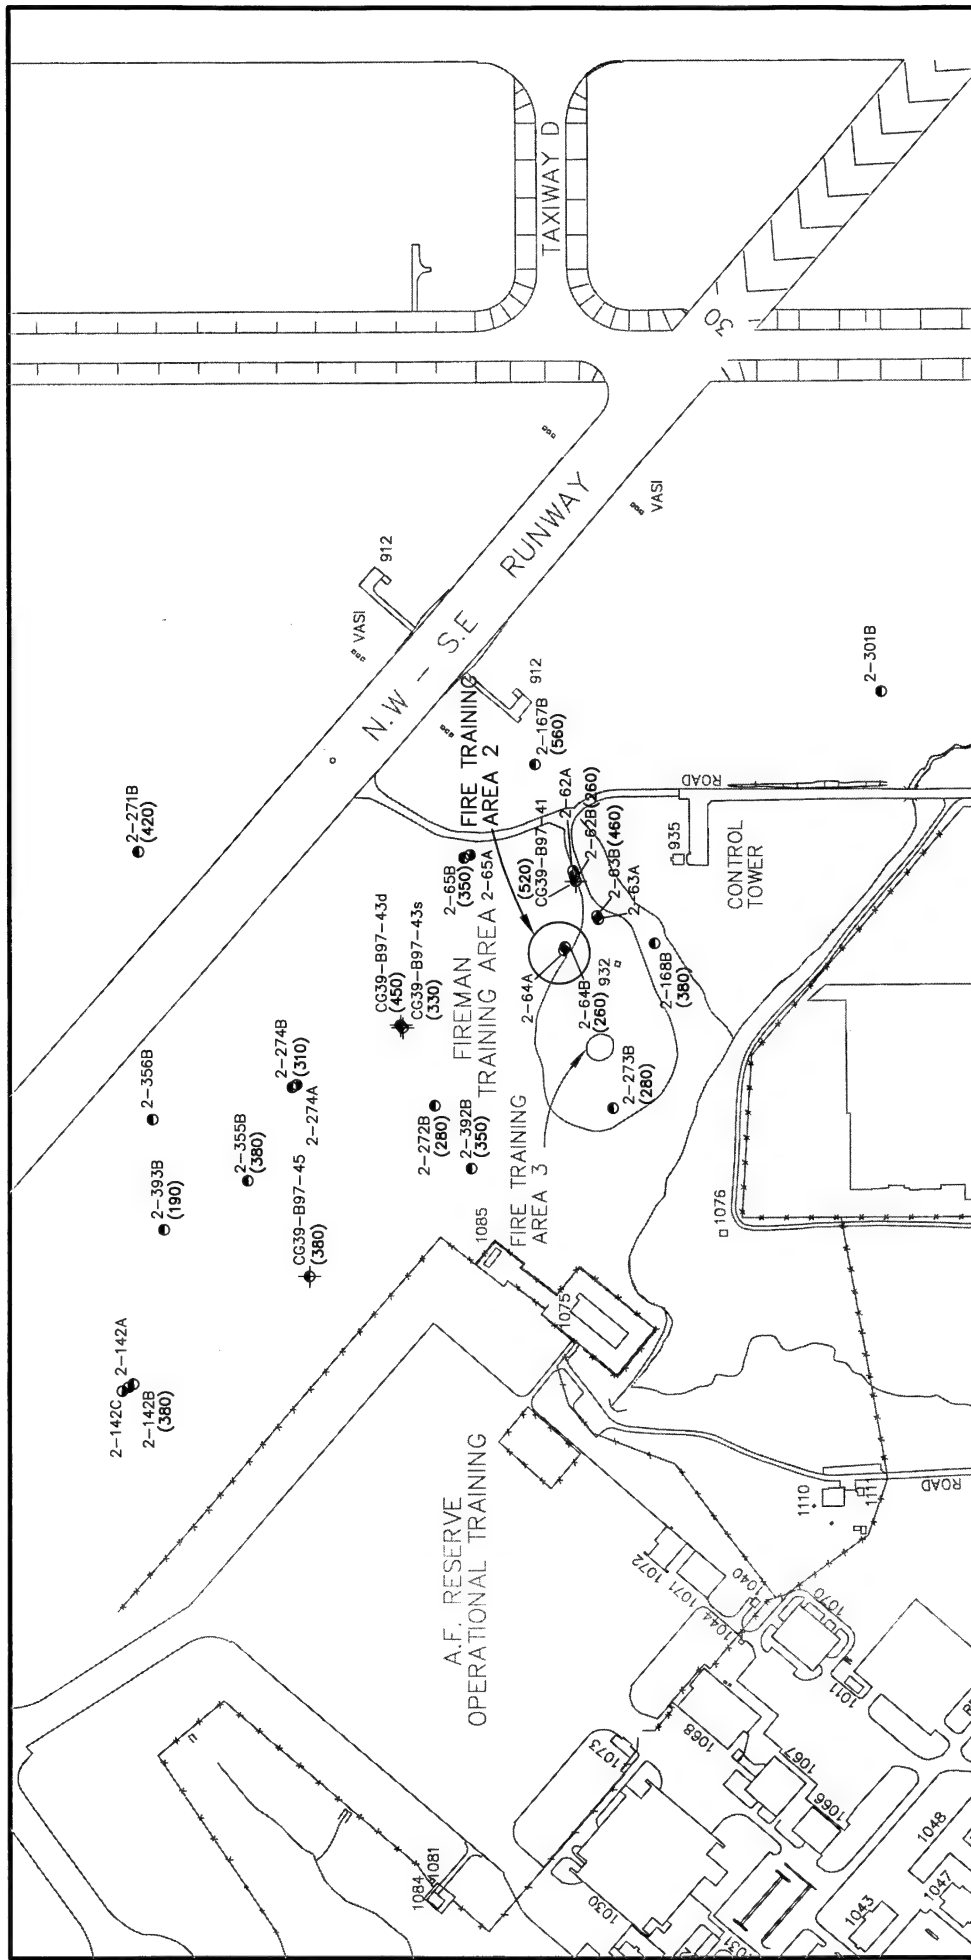 A.F. RESERVE
OPERATIONAL TRAINING
2-142C
2-142A
2-142B
(380)
2-393B
(190)
2-356B
2-271B
(420)
2-355B
(380)
CG39-B97-45
(380)
2-274B
(310)
2-274A
CG39-B97-43d
(450)
CG39-B97-43s
(330)
2-272B
(280)
2-392B
(350)
2-65B
(350)
2-65A
FIREMAN
TRAINING AREA 2
FIRE TRAINING
AREA 2
FIRE TRAINING
AREA 3
2-64A
2-64B
(260)
932
(520)
CG39-B97-41
2-62A
2-62B(260)
2-63B(460)
2-63A
2-167B
(560)
2-168B
(380)
2-273B
(280)
2-301B
N.W - S.E RUNWAY
VASI
912
912
VASI
30
TAXIWAY D
ROAD
935
CONTROL
TOWER
1085
1075
1076
1110
1111
ROAD
1072
1071
1040
1044
1070
1011
1068
1067
1066
1073
1084
1081
1030
1031
1043
1047
1048